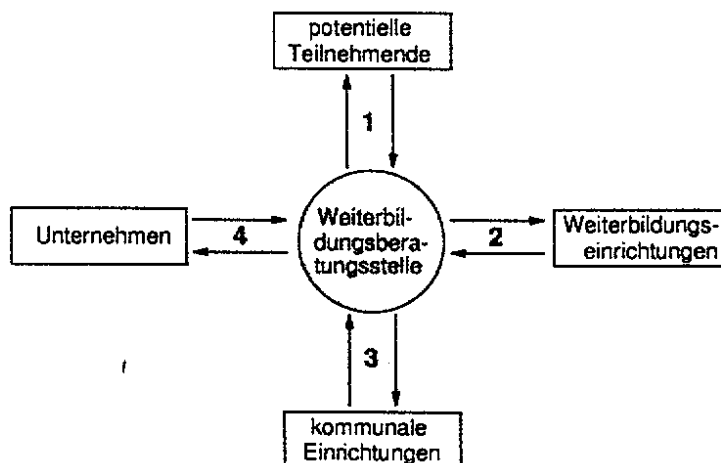 potentielle
Teilnehmende
1
Unternehmen
4
Weiterbil-
dungsbera-
tungsstelle
2
Weiterbildungs-
einrichtungen
3
kommunale
Einrichtungen